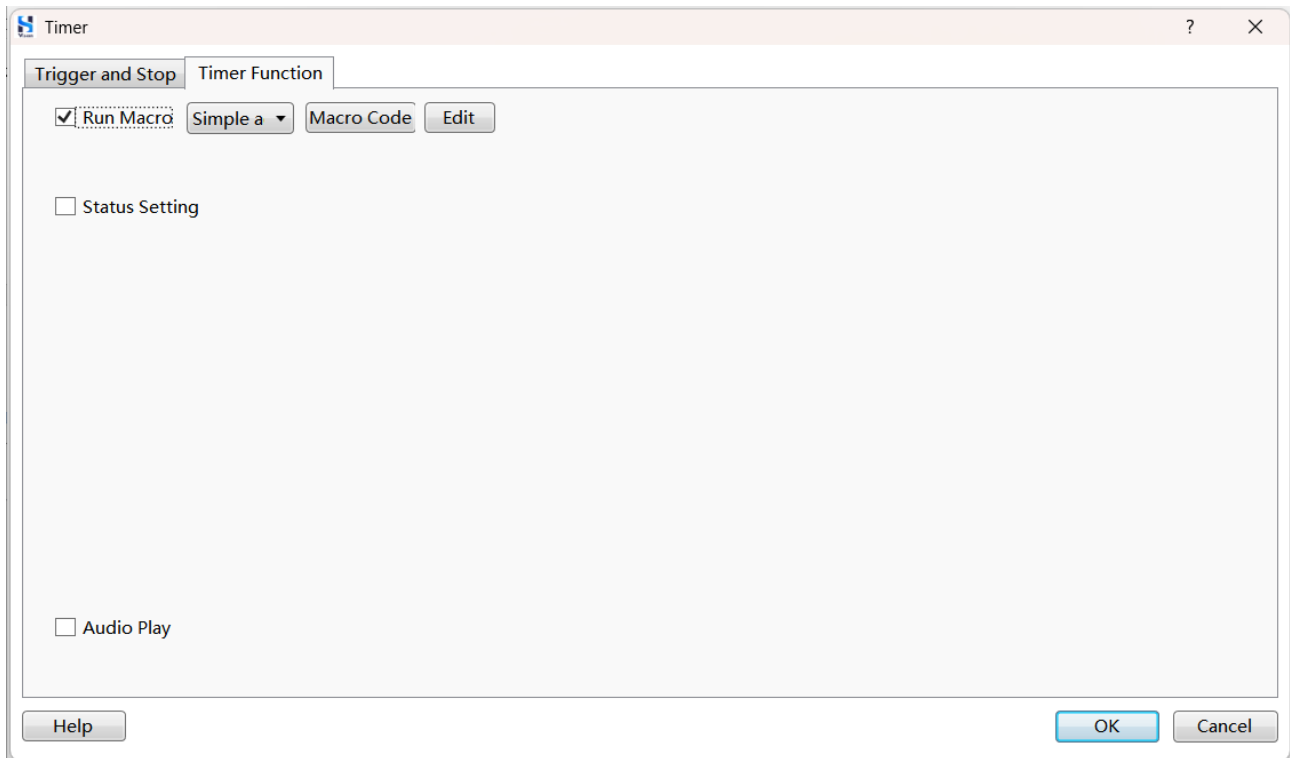 Timer
Trigger and Stop Timer Function
Run Macro Simple a Macro Code Edit
Status Setting
Audio Play
Help OK Cancel